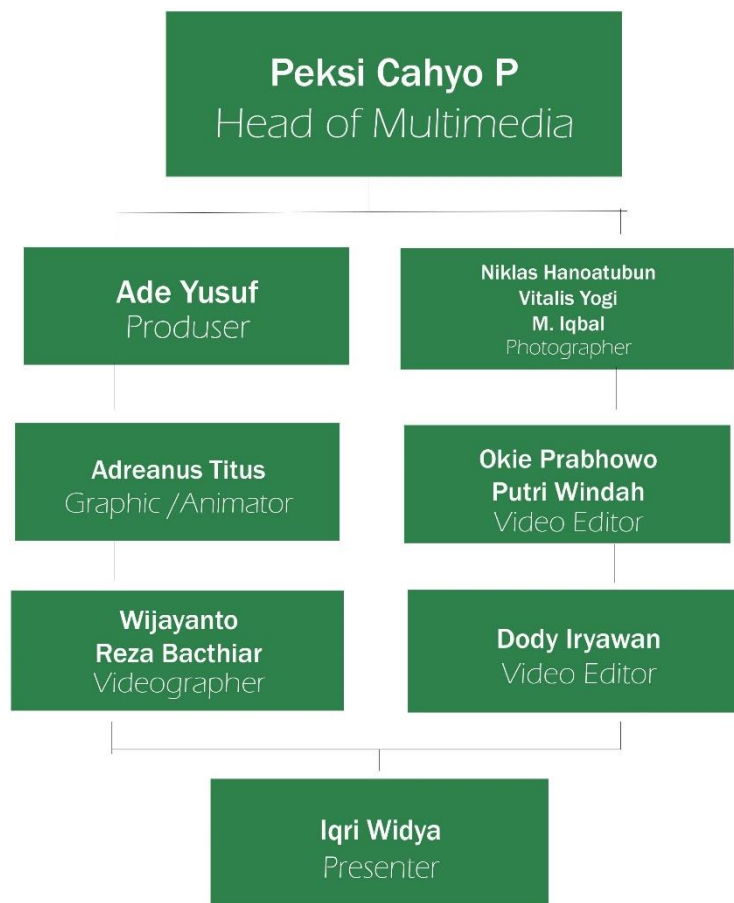 Peksi Cahyo P
Head of Multimedia
Ade Yusuf
Produser
Niklas Hanoatubun
Vitalis Yogi
M. Iqbal
Photographer
Adreanus Titus
Graphic /Animator
Okie Prabhowo
Putri Windah
Video Editor
Wijayanto
Reza Bacthiar
Videographer
Dody Iryawan
Video Editor
Iqri Widya
Presenter